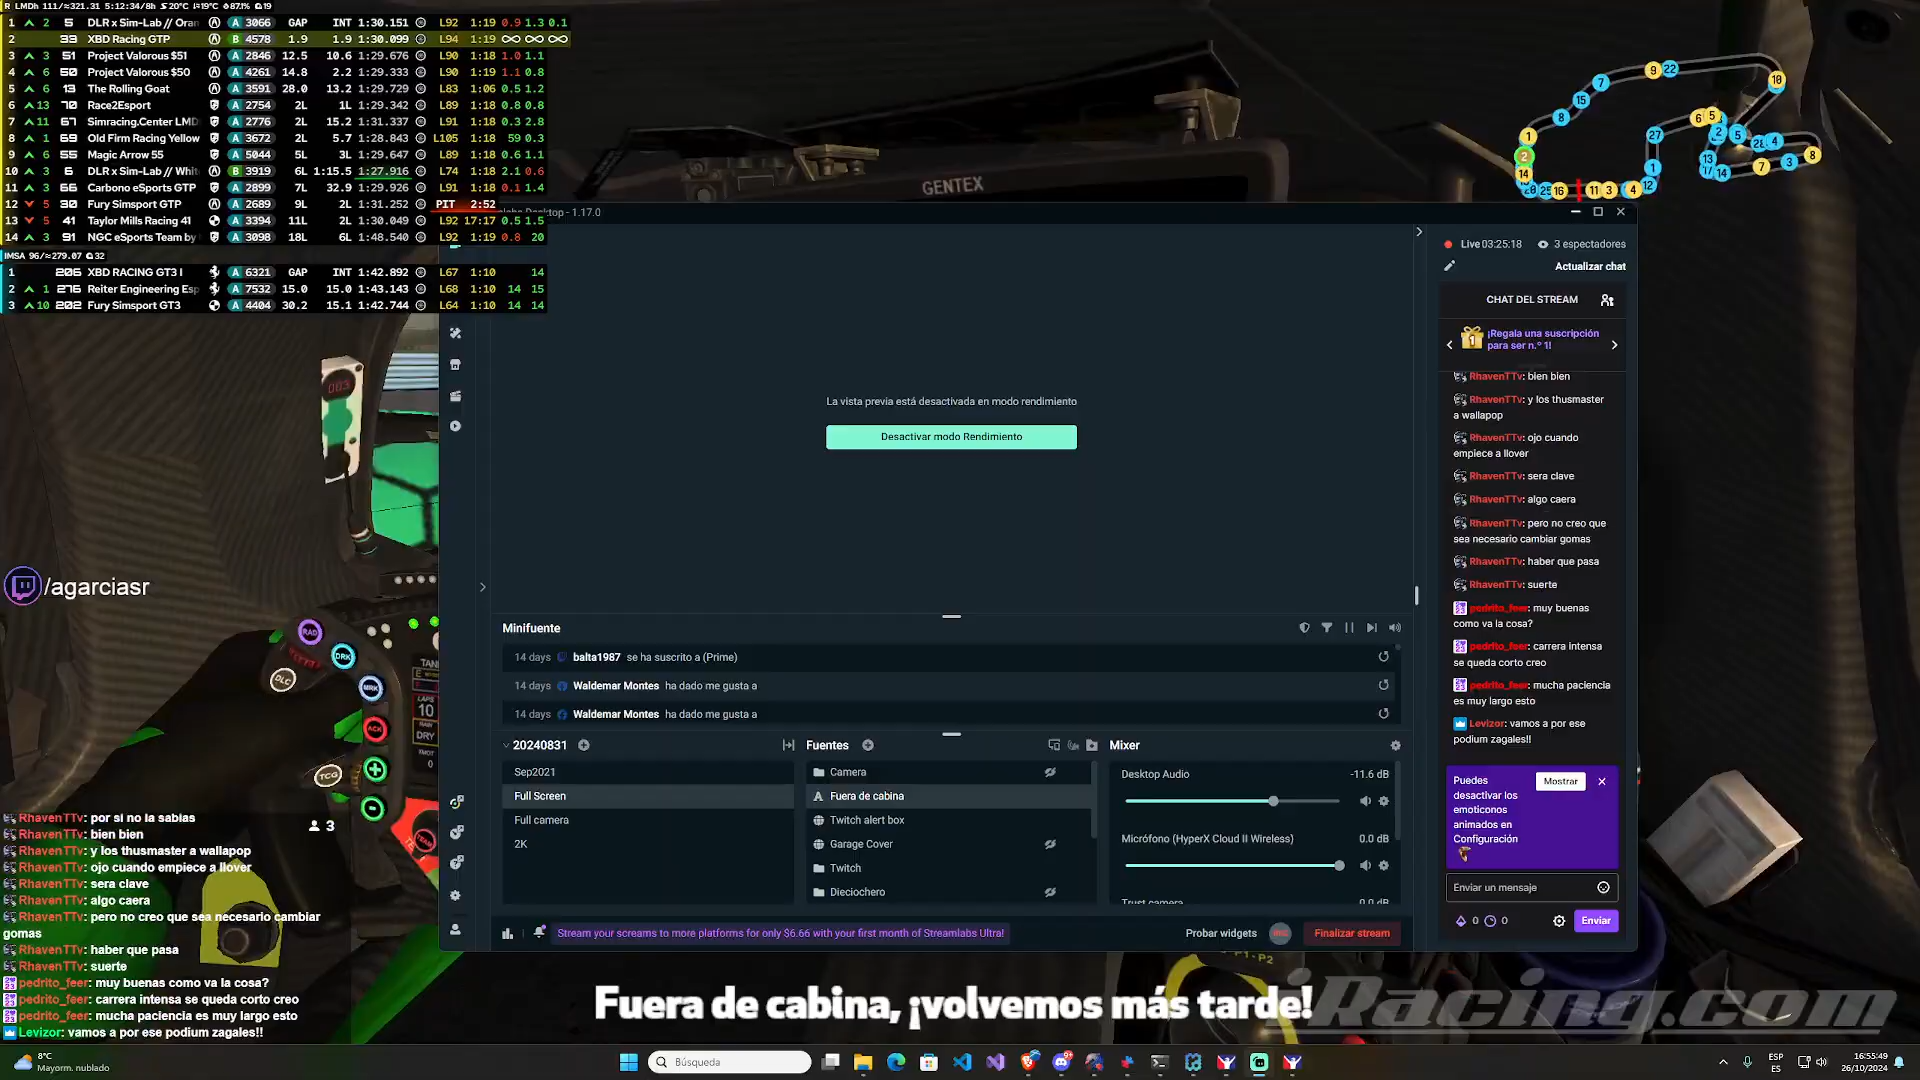 R LMDh 111/≈321.31 5:12:34/8h 20°C 19°C 87.1% 19
1 2 5 DLR x Sim-Lab // Oran A 3066 GAP INT 1:30.151 L92 1:19 0.9 1.3 0.1
2 33 XBD Racing GTP B 4578 1.9 1.9 1:30.099 L94 1:19 ∞ ∞ ∞
3 3 51 Project Valorous $51 A 2846 12.5 10.6 1:29.676 L90 1:18 1.0 1.1
4 6 50 Project Valorous $50 A 4261 14.8 2.2 1:29.333 L90 1:19 1.1 0.8
5 6 13 The Rolling Goat A 3591 28.0 13.2 1:29.729 L83 1:06 0.5 1.2
6 13 70 Race2Esport A 2754 2L 1L 1:29.342 L89 1:18 0.8 0.8
7 11 67 Simracing.Center LMD A 2776 2L 15.2 1:31.337 L91 1:18 0.3 2.8
8 1 69 Old Firm Racing Yellow A 3672 2L 5.7 1:28.843 L105 1:18 59 0.3
9 6 55 Magic Arrow 55 A 5044 5L 3L 1:29.647 L89 1:18 0.6 1.1
10 3 6 DLR x Sim-Lab // Whit B 3919 6L 1:15.5 1:27.916 L74 1:18 2.1 0.6
11 3 66 Carbono eSports GTP A 2899 7L 32.9 1:29.926 L91 1:18 0.1 1.4
12 5 30 Fury Simsport GTP A 2689 9L 2L 1:31.252 PIT 2:52
13 5 41 Taylor Mills Racing 41 A 3394 11L 2L 1:30.049 L92 17:17 0.5 1.5
14 3 91 NGC eSports Team by A 3098 18L 6L 1:48.540 L92 1:19 0.8 20
IMSA 96/≈279.07 32
1 206 XBD RACING GT3 I A 6321 GAP INT 1:42.892 L67 1:10 14
2 1 276 Reiter Engineering Esp A 7532 15.0 15.0 1:43.143 L68 1:10 14 15
3 10 202 Fury Simsport GT3 A 4404 30.2 15.1 1:42.744 L64 1:10 14 14
GENTEX
Desktop - 1.17.0
Live 03:25:18 3 espectadores
Actualizar chat
CHAT DEL STREAM
1 ¡Regala una suscripción
para ser n.º 1!
RhavenTTv: bien bien
RhavenTTv: y los thusmaster
a wallapop
RhavenTTv: ojo cuando
empiece a llover
RhavenTTv: sera clave
RhavenTTv: algo caera
RhavenTTv: pero no creo que
sea necesario cambiar gomas
RhavenTTv: haber que pasa
RhavenTTv: suerte
pedrito_feer: muy buenas
como va la cosa?
pedrito_feer: carrera intensa
se queda corto creo
pedrito_feer: mucha paciencia
es muy largo esto
Levizor: vamos a por ese
podium zagales!!
Puedes
desactivar los
emoticonos
animados en
Configuración
Mostrar
Enviar un mensaje
0 0
Enviar
La vista previa está desactivada en modo rendimiento
Desactivar modo Rendimiento
Minifuente
14 days balta1987 se ha suscrito a (Prime)
14 days Waldemar Montes ha dado me gusta a
14 days Waldemar Montes ha dado me gusta a
20240831
Sep2021
Full Screen
Full camera
2K
Fuentes
Camera
Fuera de cabina
Twitch alert box
Garage Cover
Twitch
Dieciochero
Mixer
Desktop Audio -11.6 dB
Micrófono (HyperX Cloud II Wireless) 0.0 dB
Trust camera 0.0 dB
Stream your screams to more platforms for only $6.66 with your first month of Streamlabs Ultra!
Probar widgets
REC
Finalizar stream
/agarciasr
RAD
DRK
DLC
MRK
ACK
TCG
LAPS
10
DRY
0
3
RhavenTTv: por si no la sabias
RhavenTTv: bien bien
RhavenTTv: y los thusmaster a wallapop
RhavenTTv: ojo cuando empiece a llover
RhavenTTv: sera clave
RhavenTTv: algo caera
RhavenTTv: pero no creo que sea necesario cambiar
gomas
RhavenTTv: haber que pasa
RhavenTTv: suerte
pedrito_feer: muy buenas como va la cosa?
pedrito_feer: carrera intensa se queda corto creo
pedrito_feer: mucha paciencia es muy largo esto
Levizor: vamos a por ese podium zagales!!
Fuera de cabina, ¡volvemos más tarde!
iRacing.com
8°C
Mayorm. nublado
Búsqueda
ESP
ES
16:55:49
26/10/2024